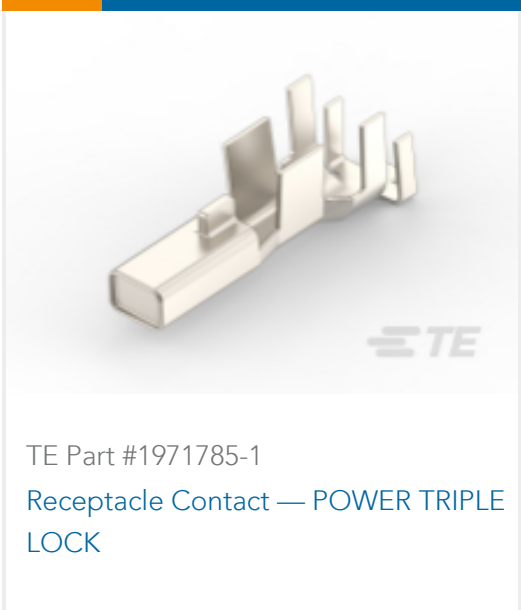 TE
TE Part #1971785-1
Receptacle Contact — POWER TRIPLE
LOCK